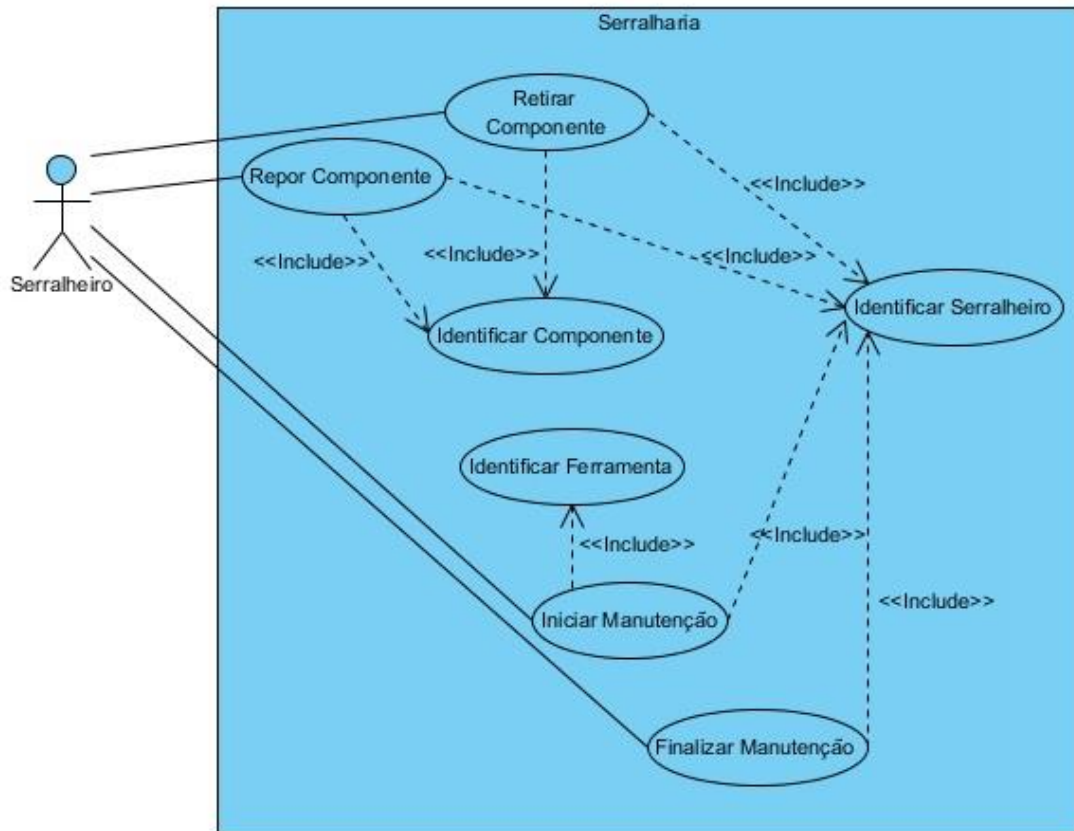 Serralharia
Retirar
Componente
Repor Componente
<<Include>>
<<Include>>
<<Include>>
<<Include>>
Serralheiro
Identificar Serralheiro
Identificar Componente
Identificar Ferramenta
<<Include>>
<<Include>>
<<Include>>
Iniciar Manutenção
Finalizar Manutenção